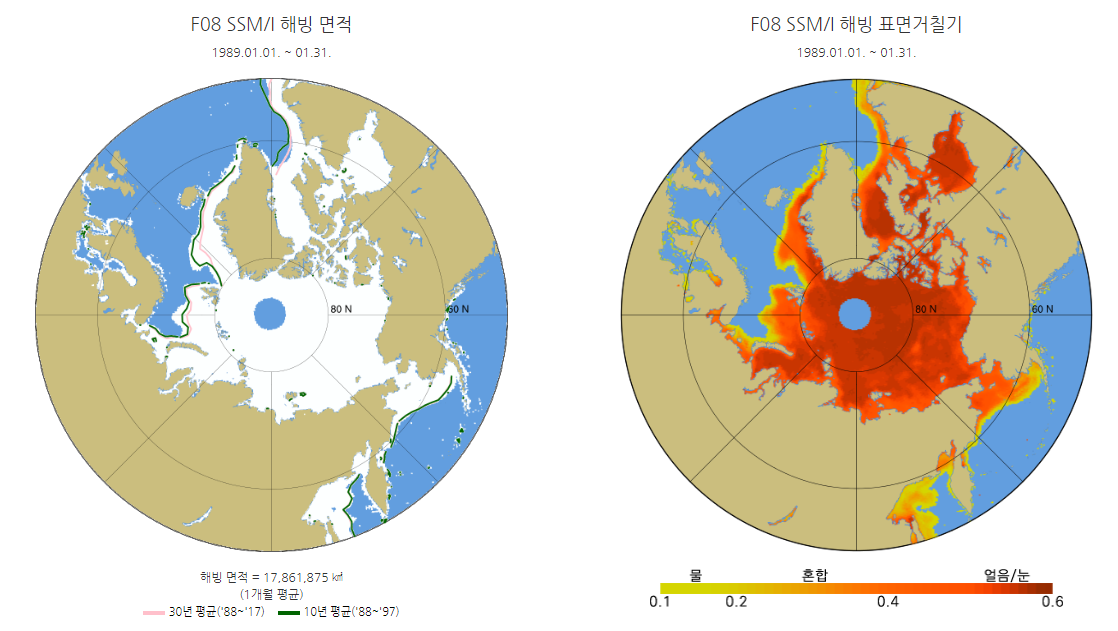 F08 SSM/I 해빙 면적
1989.01.01. ~ 01.31.
80 N
60 N
해빙 면적 = 17,861,875 ㎢
(1개월 평균)
30년 평균('88~'17)
10년 평균('88~'97)
F08 SSM/I 해빙 표면거칠기
1989.01.01. ~ 01.31.
80 N
60 N
물 혼합 얼음/눈
0.1 0.2 0.4 0.6